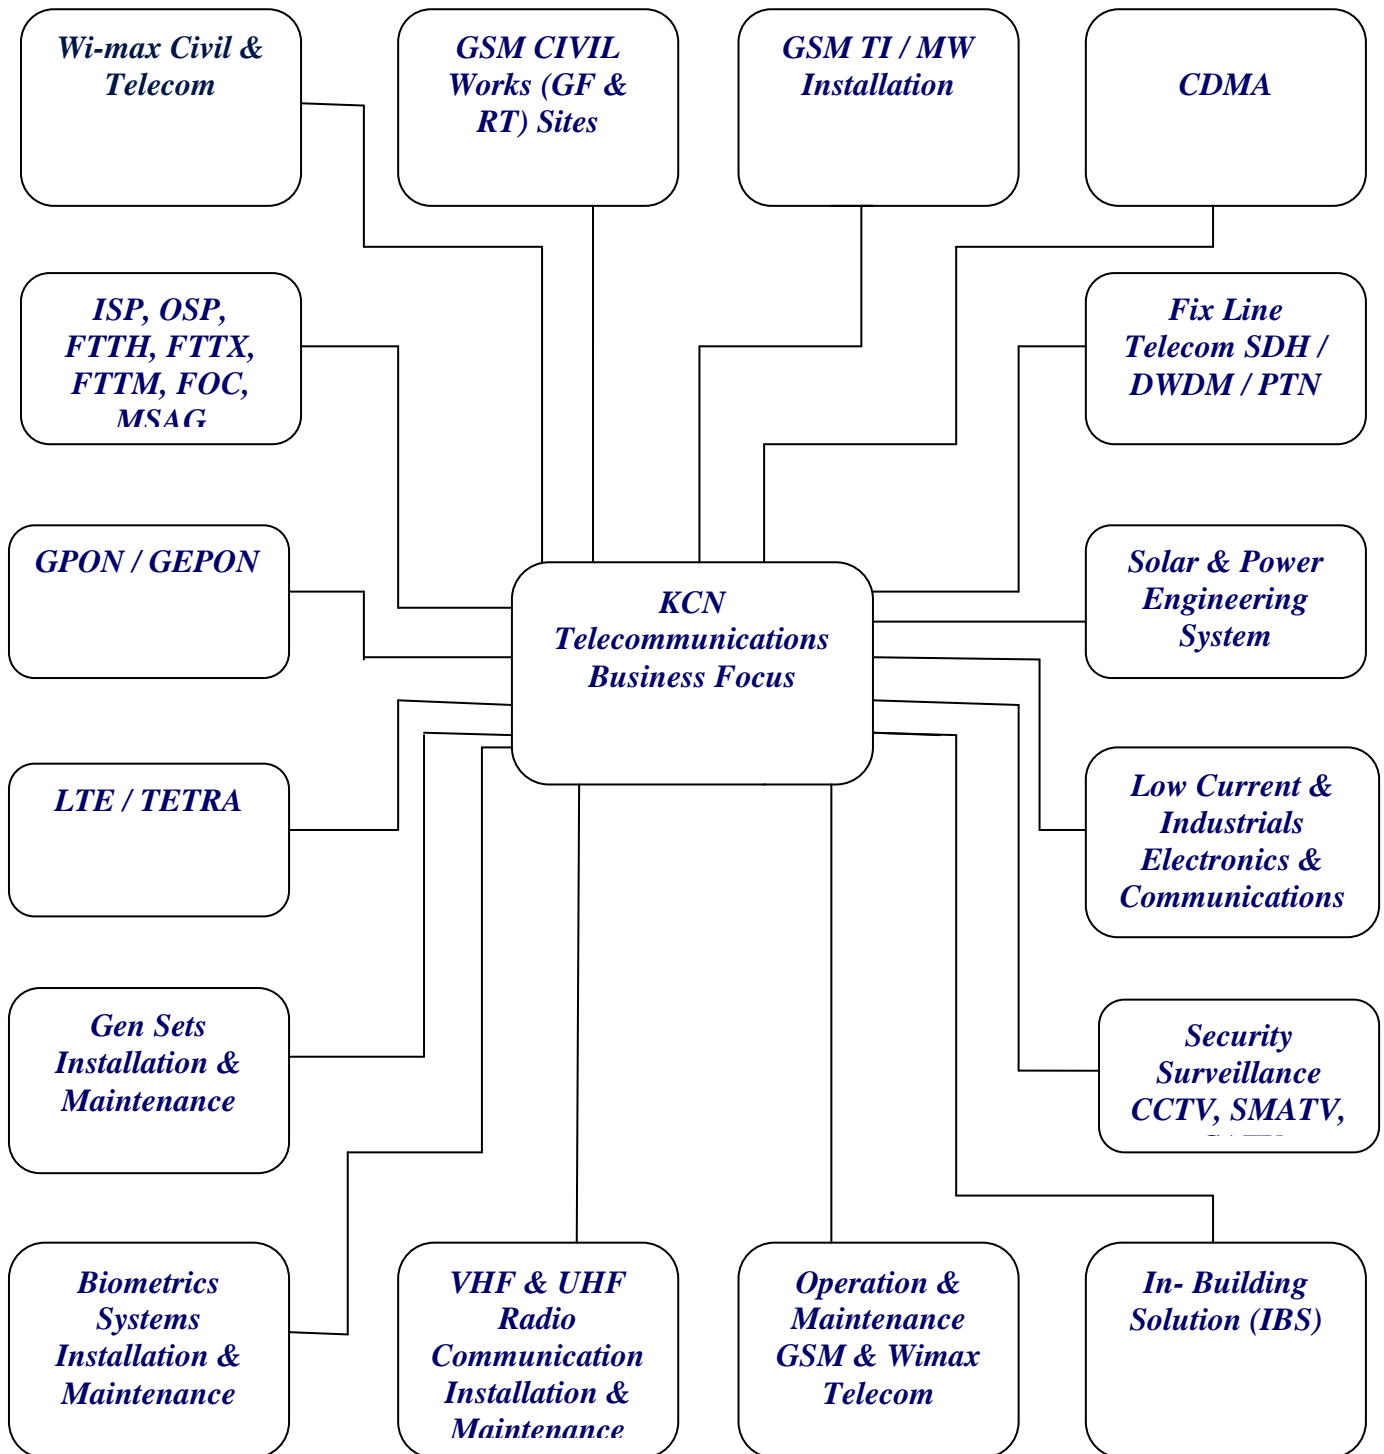 Wi-max Civil &
Telecom
GSM CIVIL
Works (GF &
RT) Sites
GSM TI / MW
Installation
CDMA
ISP, OSP,
FTTH, FTTX,
FTTM, FOC,
MSAG
Fix Line
Telecom SDH /
DWDM / PTN
GPON / GEPON
KCN
Telecommunications
Business Focus
Solar & Power
Engineering
System
LTE / TETRA
Low Current &
Industrials
Electronics &
Communications
Gen Sets
Installation &
Maintenance
Security
Surveillance
CCTV, SMATV,
Biometrics
Systems
Installation &
Maintenance
VHF & UHF
Radio
Communication
Installation &
Maintenance
Operation &
Maintenance
GSM & Wimax
Telecom
In- Building
Solution (IBS)